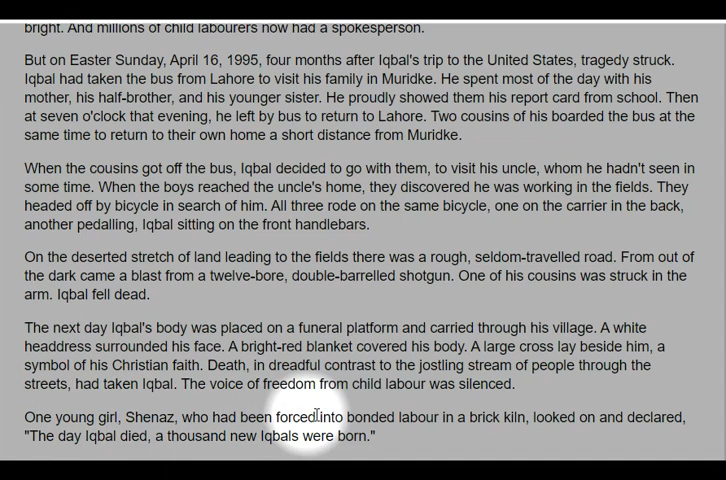 bright. And millions of child labourers now had a spokesperson.
But on Easter Sunday, April 16, 1995, four months after Iqbal's trip to the United States, tragedy struck.
Iqbal had taken the bus from Lahore to visit his family in Muridke. He spent most of the day with his
mother, his half-brother, and his younger sister. He proudly showed them his report card from school. Then
at seven o'clock that evening, he left by bus to return to Lahore. Two cousins of his boarded the bus at the
same time to return to their own home a short distance from Muridke.
When the cousins got off the bus, Iqbal decided to go with them, to visit his uncle, whom he hadn't seen in
some time. When the boys reached the uncle's home, they discovered he was working in the fields. They
headed off by bicycle in search of him. All three rode on the same bicycle, one on the carrier in the back,
another pedalling, Iqbal sitting on the front handlebars.
On the deserted stretch of land leading to the fields there was a rough, seldom-travelled road. From out of
the dark came a blast from a twelve-bore, double-barrelled shotgun. One of his cousins was struck in the
arm. Iqbal fell dead.
The next day Iqbal's body was placed on a funeral platform and carried through his village. A white
headdress surrounded his face. A bright-red blanket covered his body. A large cross lay beside him, a
symbol of his Christian faith. Death, in dreadful contrast to the jostling stream of people through the
streets, had taken Iqbal. The voice of freedom from child labour was silenced.
One young girl, Shenaz, who had been forced into bonded labour in a brick kiln, looked on and declared,
"The day Iqbal died, a thousand new Iqbals were born."